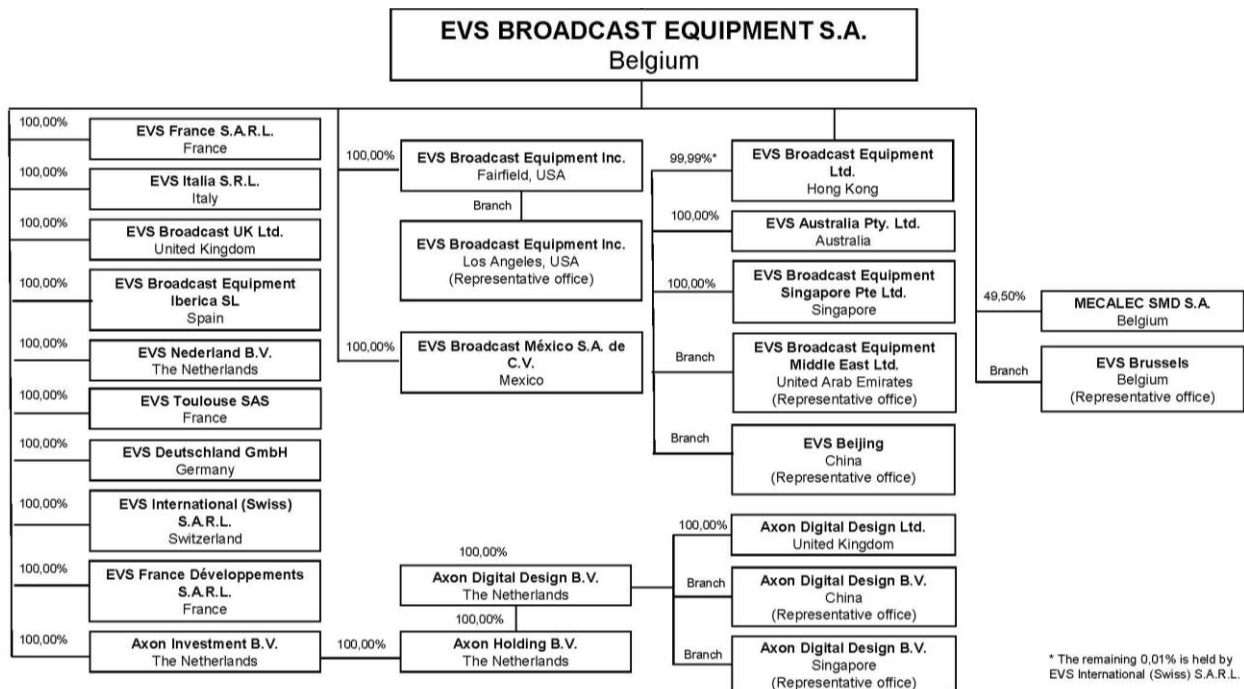 EVS BROADCAST EQUIPMENT S.A.
Belgium
100,00%
EVS France S.A.R.L.
France
100,00%
EVS Italia S.R.L.
Italy
100,00%
EVS Broadcast UK Ltd.
United Kingdom
100,00%
EVS Broadcast Equipment
Iberica SL
Spain
100,00%
EVS Nederland B.V.
The Netherlands
100,00%
EVS Toulouse SAS
France
100,00%
EVS Deutschland GmbH
Germany
100,00%
EVS International (Swiss)
S.A.R.L.
Switzerland
100,00%
EVS France Développements
S.A.R.L.
France
100,00%
Axon Investment B.V.
The Netherlands
100,00%
EVS Broadcast Equipment Inc.
Fairfield, USA
Branch
EVS Broadcast Equipment Inc.
Los Angeles, USA
(Representative office)
100,00%
EVS Broadcast México S.A. de
C.V.
Mexico
100,00%
Axon Digital Design B.V.
The Netherlands
100,00%
100,00%
Axon Holding B.V.
The Netherlands
99,99%*
EVS Broadcast Equipment
Ltd.
Hong Kong
100,00%
EVS Australia Pty. Ltd.
Australia
100,00%
EVS Broadcast Equipment
Singapore Pte Ltd.
Singapore
Branch
EVS Broadcast Equipment
Middle East Ltd.
United Arab Emirates
(Representative office)
Branch
EVS Beijing
China
(Representative office)
100,00%
Axon Digital Design Ltd.
United Kingdom
Branch
Axon Digital Design B.V.
China
(Representative office)
Branch
Axon Digital Design B.V.
Singapore
(Representative office)
49,50%
MECALEC SMD S.A.
Belgium
Branch
EVS Brussels
Belgium
(Representative office)
* The remaining 0,01% is held by
EVS International (Swiss) S.A.R.L.